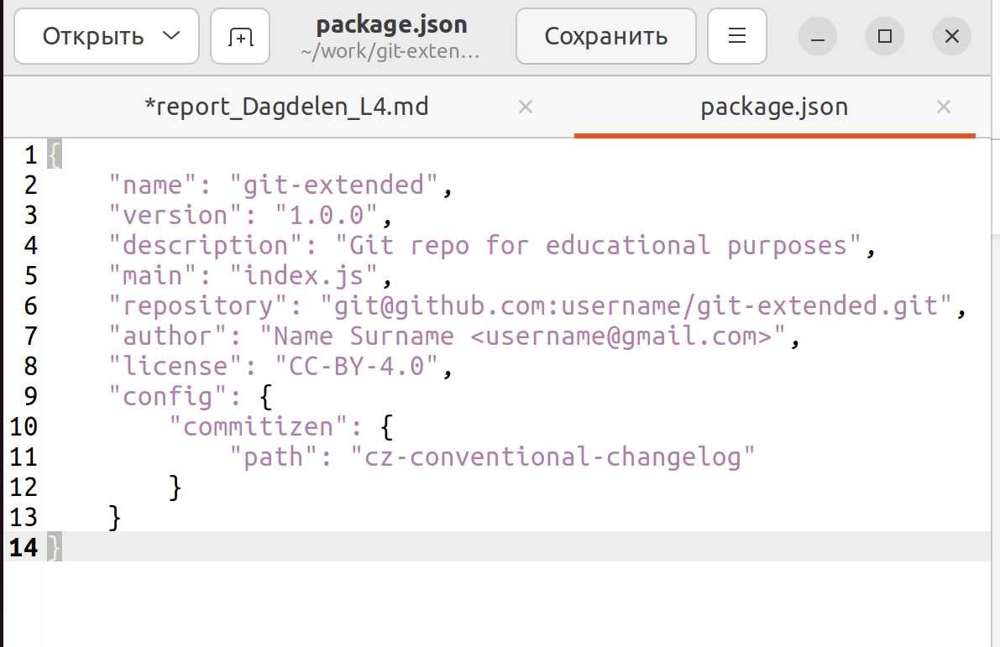 Открыть
package.json
~/work/git-exten…
Сохранить
*report_Dagdelen_L4.md
package.json
1 {
2     "name": "git-extended",
3     "version": "1.0.0",
4     "description": "Git repo for educational purposes",
5     "main": "index.js",
6     "repository": "git@github.com:username/git-extended.git",
7     "author": "Name Surname <username@gmail.com>",
8     "license": "CC-BY-4.0",
9     "config": {
10         "commitizen": {
11             "path": "cz-conventional-changelog"
12         }
13     }
14 }